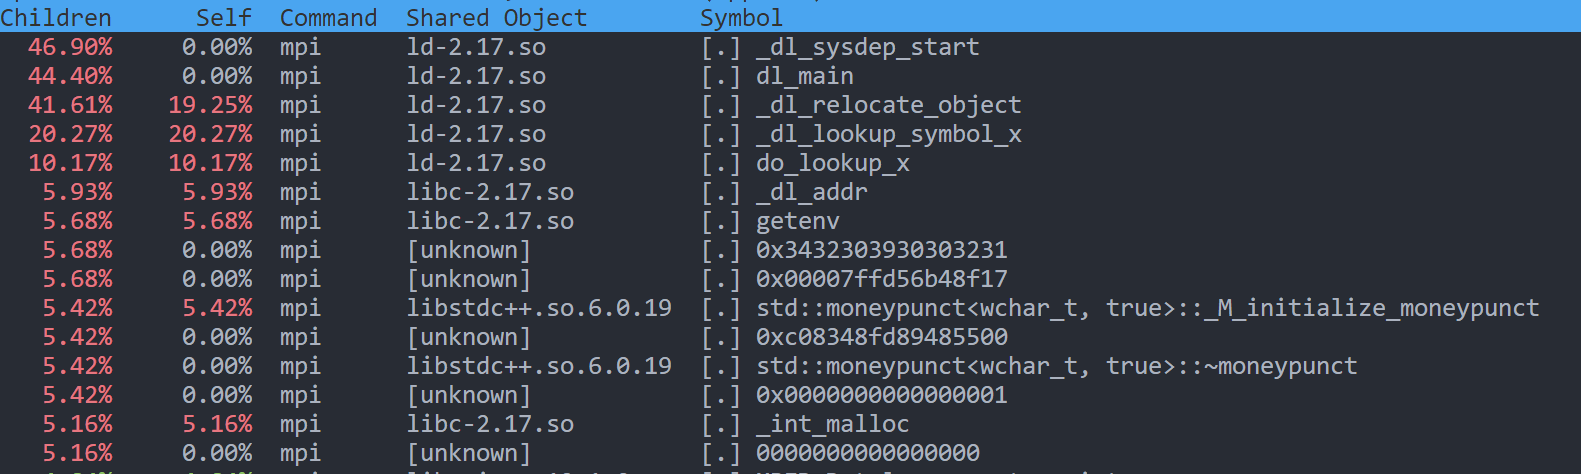 Children Self Command Shared Object Symbol
46.90% 0.00% mpi ld-2.17.so [.] _dl_sysdep_start
44.40% 0.00% mpi ld-2.17.so [.] dl_main
41.61% 19.25% mpi ld-2.17.so [.] _dl_relocate_object
20.27% 20.27% mpi ld-2.17.so [.] _dl_lookup_symbol_x
10.17% 10.17% mpi ld-2.17.so [.] do_lookup_x
5.93% 5.93% mpi libc-2.17.so [.] _dl_addr
5.68% 5.68% mpi libc-2.17.so [.] getenv
5.68% 0.00% mpi [unknown] [.] 0x3432303930303231
5.68% 0.00% mpi [unknown] [.] 0x00007ffd56b48f17
5.42% 5.42% mpi libstdc++.so.6.0.19 [.] std::moneypunct<wchar_t, true>::_M_initialize_moneypunct
5.42% 0.00% mpi [unknown] [.] 0xc08348fd89485500
5.42% 0.00% mpi libstdc++.so.6.0.19 [.] std::moneypunct<wchar_t, true>::~moneypunct
5.42% 0.00% mpi [unknown] [.] 0x0000000000000001
5.16% 5.16% mpi libc-2.17.so [.] _int_malloc
5.16% 0.00% mpi [unknown] [.] 0000000000000000